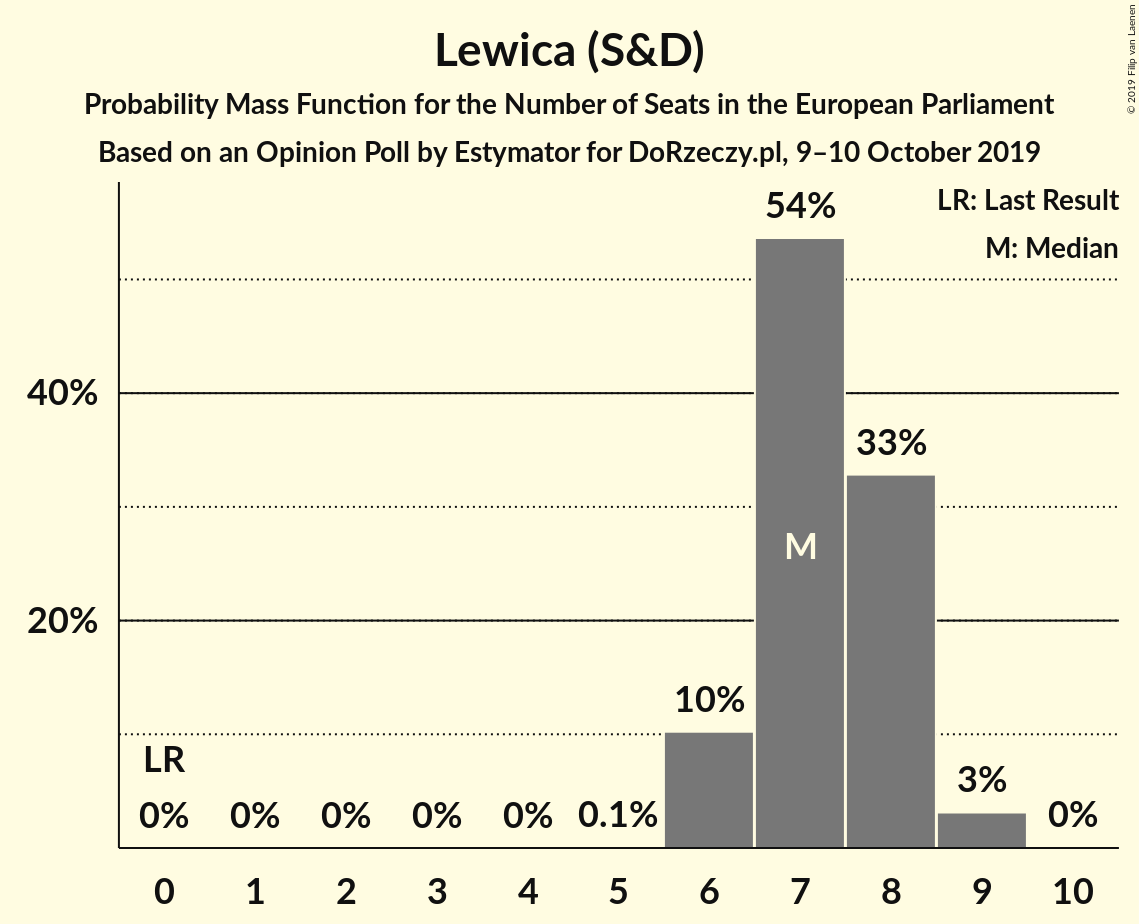 Lewica (S&D)
Probability Mass Function for the Number of Seats in the European Parliament
Based on an Opinion Poll by Estymator for DoRzeczy.pl, 9–10 October 2019
© 2019 Filip van Laenen
LR: Last Result
M: Median
54%
40%
33%
M
20%
10%
LR
3%
0% 0% 0% 0% 0% 0.1% 0%
0 1 2 3 4 5 6 7 8 9 10